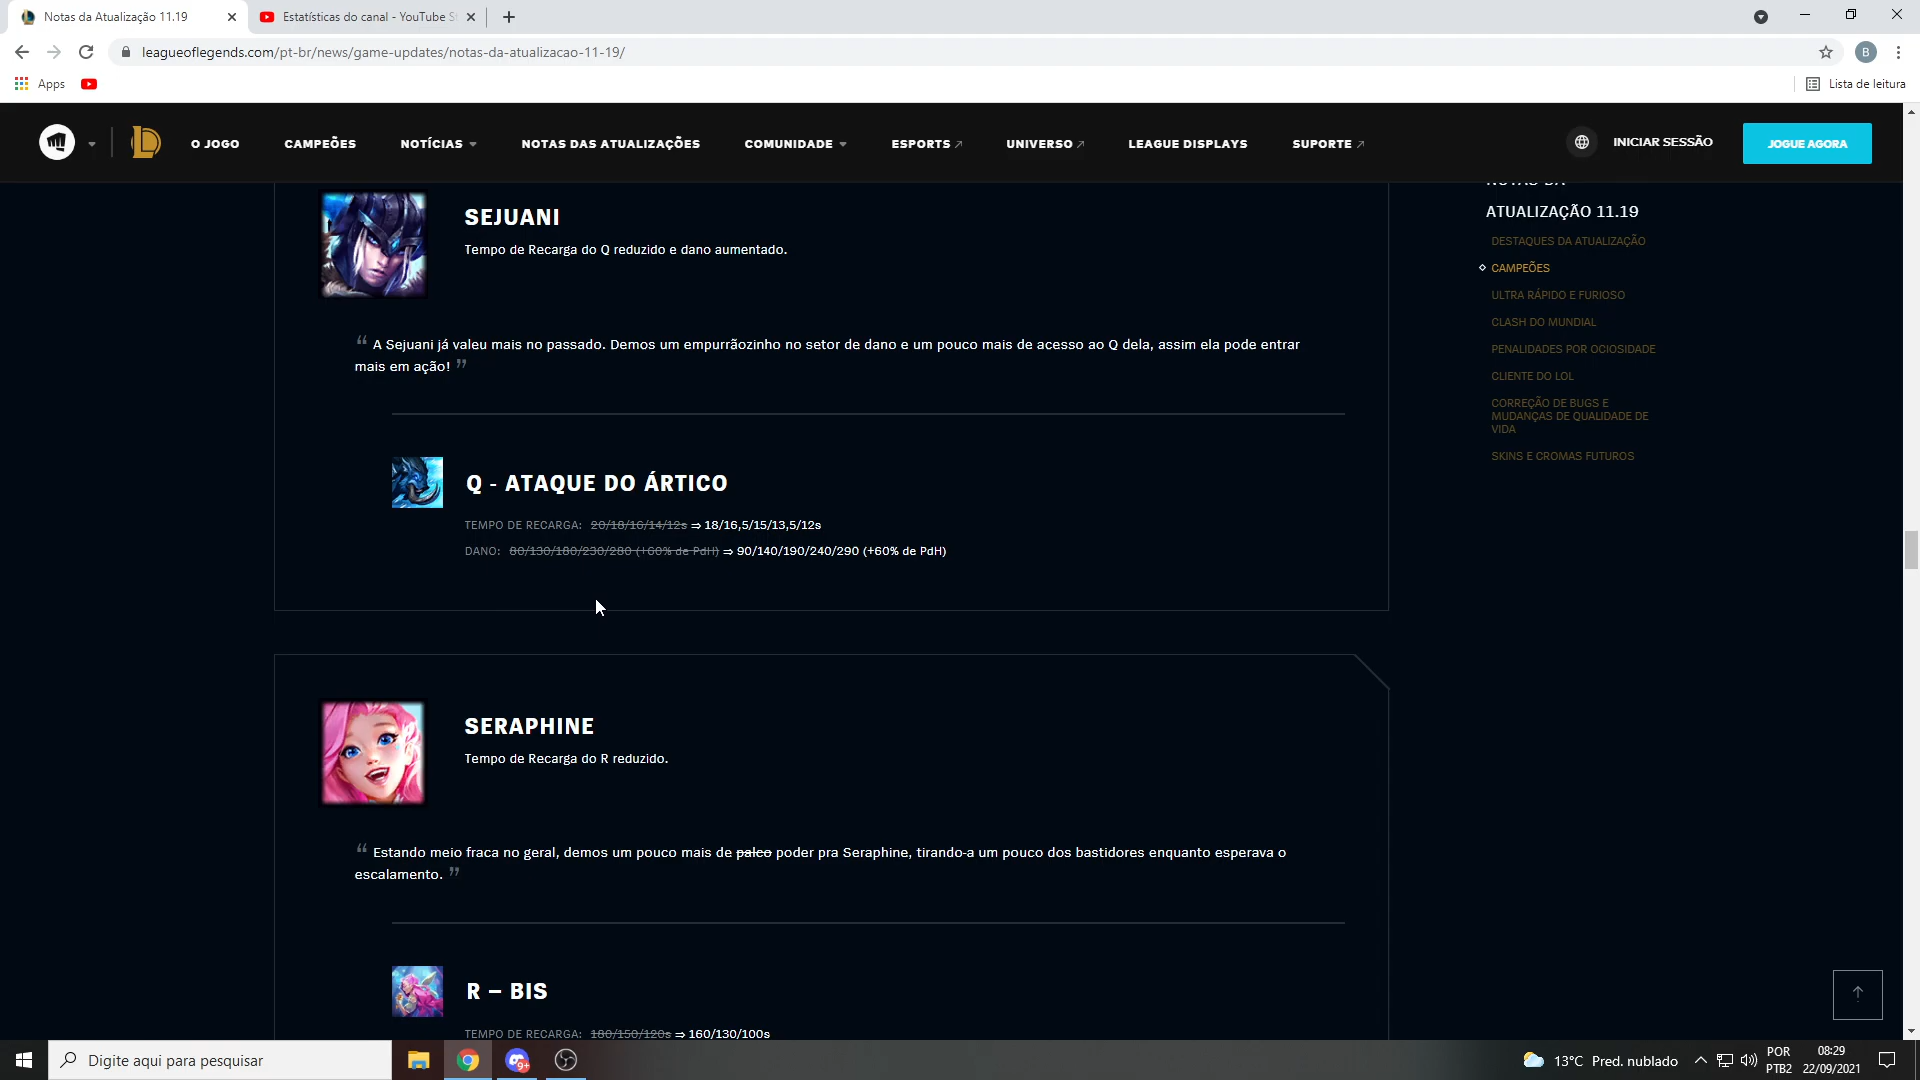 Notas da Atualização 11.19
Estatísticas do canal - YouTube S
leagueoflegends.com/pt-br/news/game-updates/notas-da-atualizacao-11-19/
B
Apps
Lista de leitura
O JOGO
CAMPEÕES
NOTÍCIAS
NOTAS DAS ATUALIZAÇÕES
COMUNIDADE
ESPORTS
UNIVERSO
LEAGUE DISPLAYS
SUPORTE
INICIAR SESSÃO
JOGUE AGORA
SEJUANI
Tempo de Recarga do Q reduzido e dano aumentado.
“ A Sejuani já valeu mais no passado. Demos um empurrãozinho no setor de dano e um pouco mais de acesso ao Q dela, assim ela pode entrar
mais em ação! ”
Q - ATAQUE DO ÁRTICO
TEMPO DE RECARGA: 20/18/16/14/12s ⇒ 18/16,5/15/13,5/12s
DANO: 80/130/180/230/280 (+60% de PdH) ⇒ 90/140/190/240/290 (+60% de PdH)
SERAPHINE
Tempo de Recarga do R reduzido.
“ Estando meio fraca no geral, demos um pouco mais de palco poder pra Seraphine, tirando-a um pouco dos bastidores enquanto esperava o
escalamento. ”
R – BIS
TEMPO DE RECARGA: 180/150/120s ⇒ 160/130/100s
NOTAS DA
ATUALIZAÇÃO 11.19
DESTAQUES DA ATUALIZAÇÃO
CAMPEÕES
ULTRA RÁPIDO E FURIOSO
CLASH DO MUNDIAL
PENALIDADES POR OCIOSIDADE
CLIENTE DO LOL
CORREÇÃO DE BUGS E
MUDANÇAS DE QUALIDADE DE
VIDA
SKINS E CROMAS FUTUROS
Digite aqui para pesquisar
9+
13°C Pred. nublado
POR
PTB2
08:29
22/09/2021